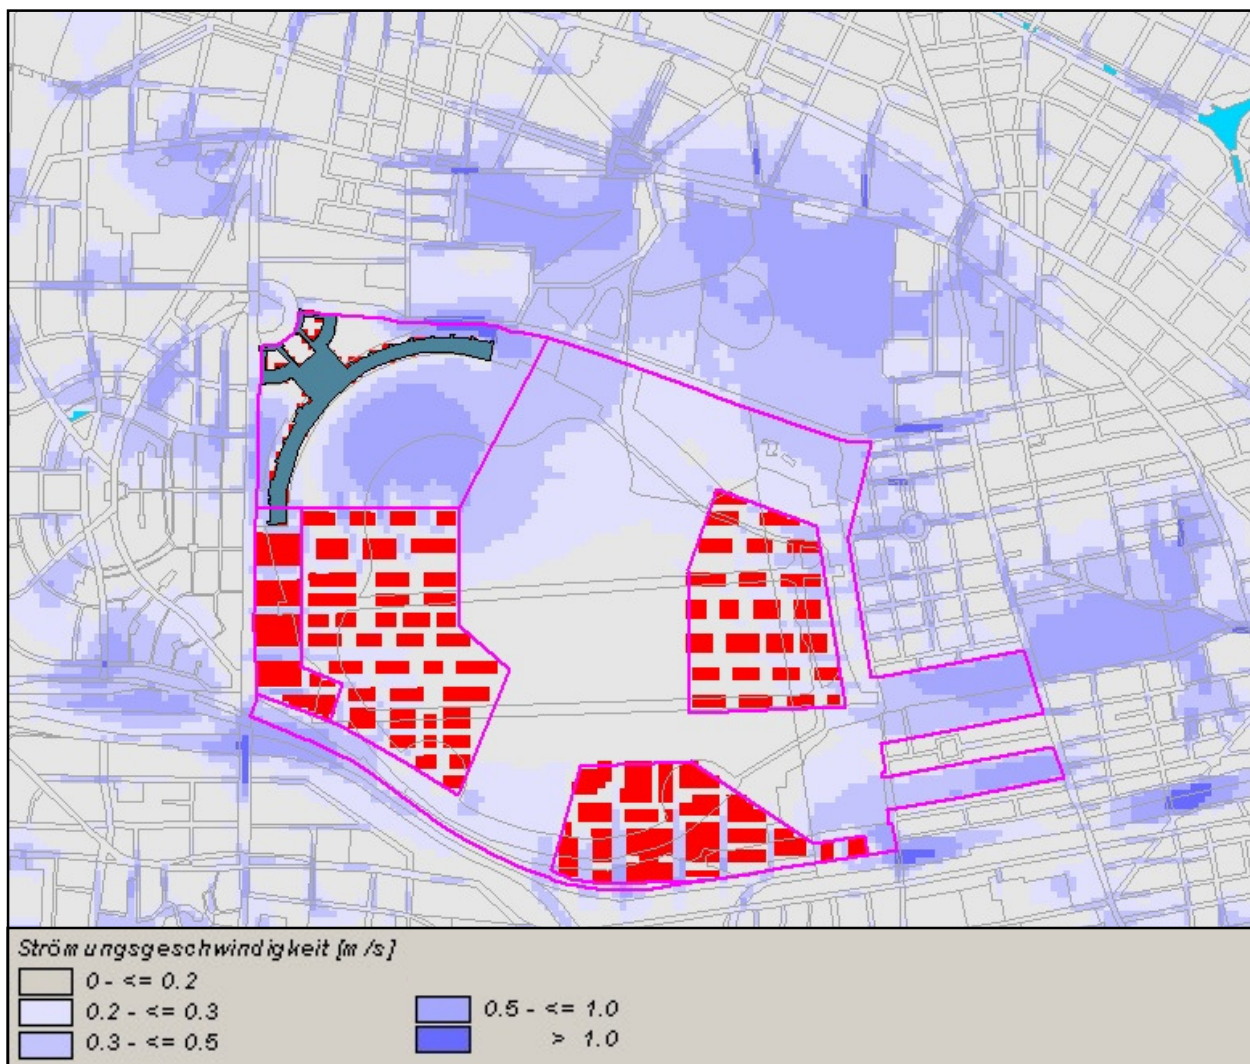 Strömungsgeschwindigkeit [m/s]
0 - <= 0.2
0.2 - <= 0.3
0.3 - <= 0.5
0.5 - <= 1.0
> 1.0